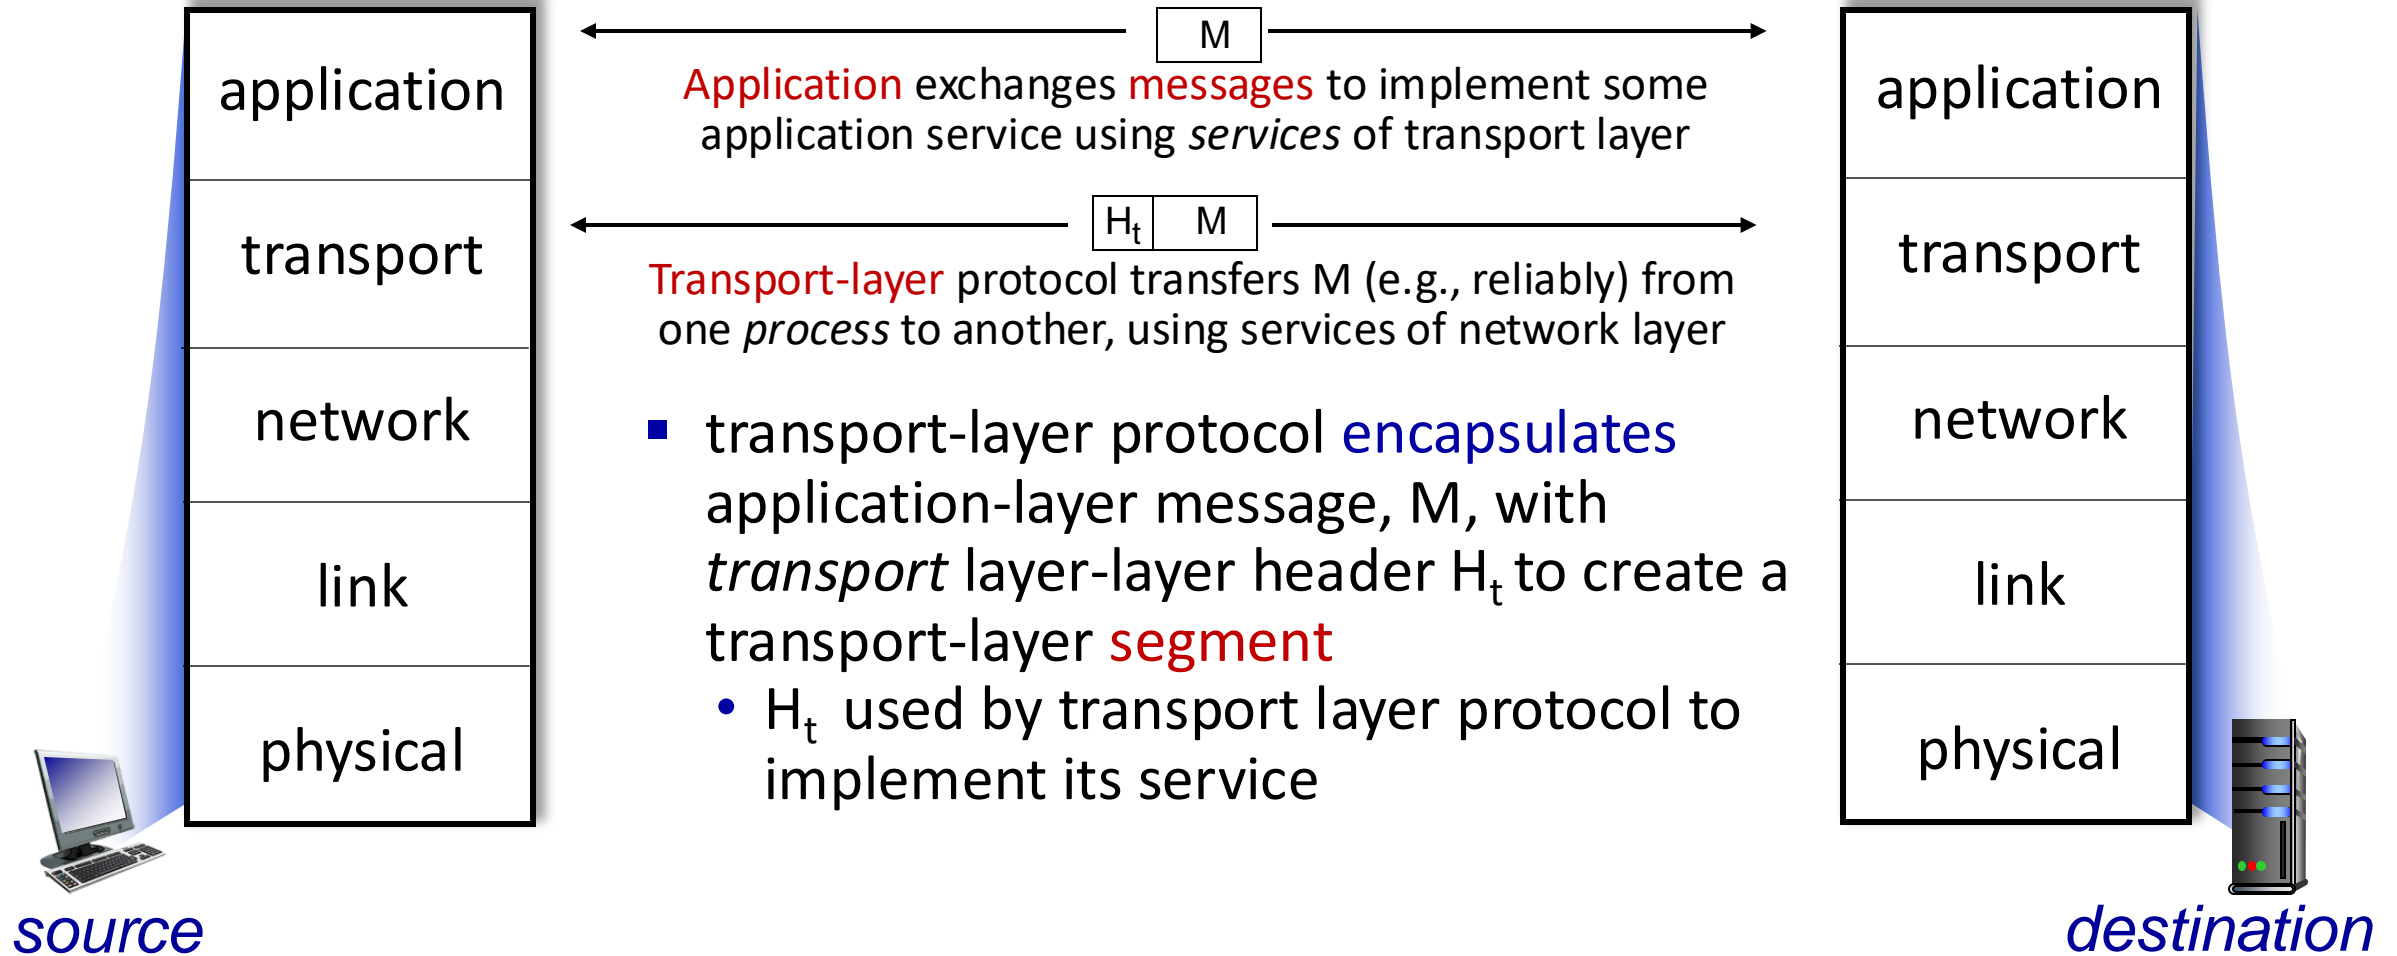 application
transport
network
link
physical
source
M
Application exchanges messages to implement some
application service using services of transport layer
Ht M
Transport-layer protocol transfers M (e.g., reliably) from
one process to another, using services of network layer
▪ transport-layer protocol encapsulates
application-layer message, M, with
transport layer-layer header Ht to create a
transport-layer segment
• Ht used by transport layer protocol to
implement its service
application
transport
network
link
physical
destination